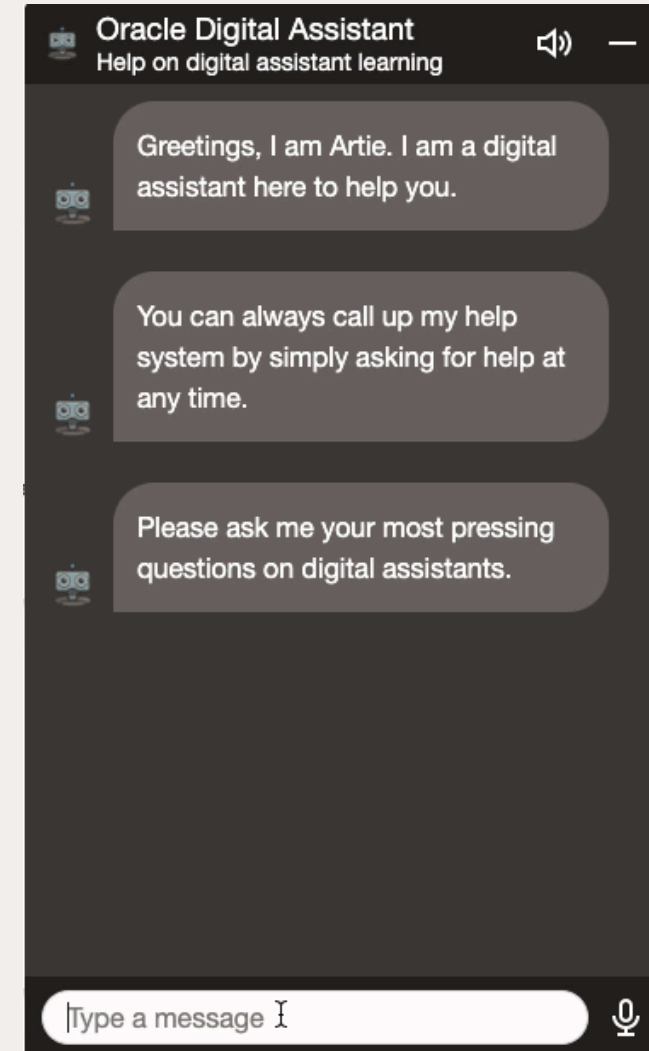 Oracle Digital Assistant
Help on digital assistant learning
Greetings, I am Artie. I am a digital
assistant here to help you.
You can always call up my help
system by simply asking for help at
any time.
Please ask me your most pressing
questions on digital assistants.
Type a message